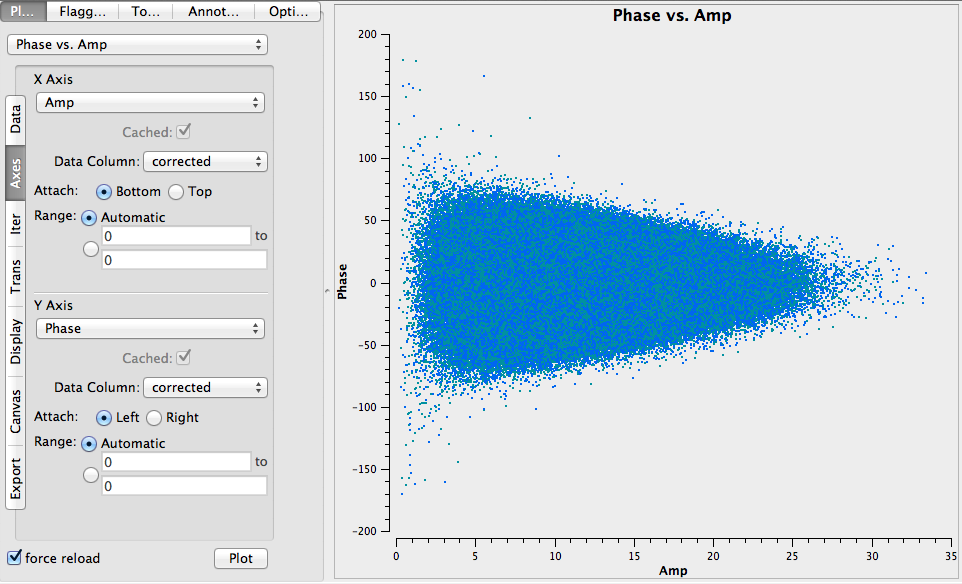 Pl... Flagg... To... Annot... Opti...
Phase vs. Amp
Data
Axes
Iter
Trans
Display
Canvas
Export
X Axis
Amp
Cached:
Data Column: corrected
Attach: Bottom Top
Range: Automatic
0 to
0
Y Axis
Phase
Cached:
Data Column: corrected
Attach: Left Right
Range: Automatic
0 to
0
force reload Plot
Phase vs. Amp
200
150
100
50
0
-50
-100
-150
-200
Phase
0 5 10 15 20 25 30 35
Amp